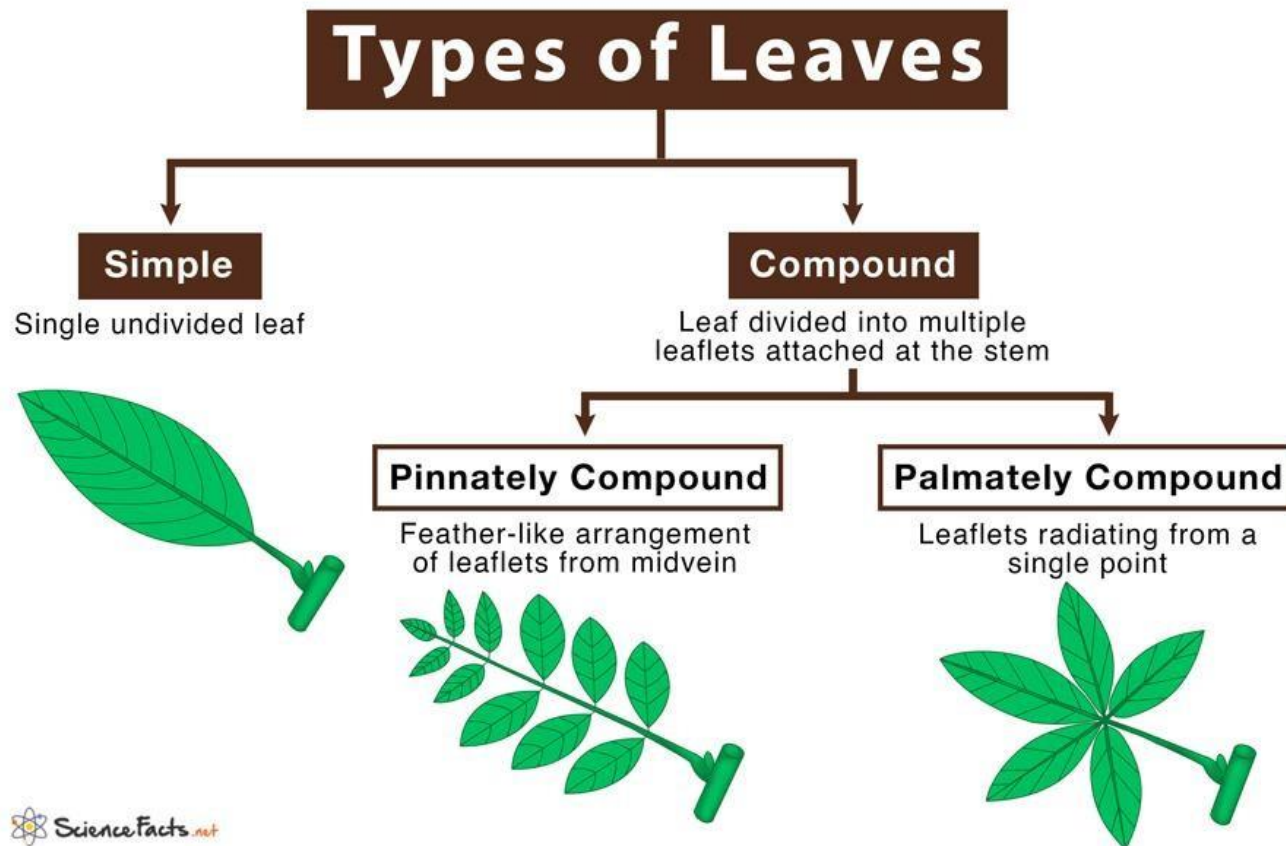 Types of Leaves
Simple
Single undivided leaf
Compound
Leaf divided into multiple
leaflets attached at the stem
Pinnately Compound
Feather-like arrangement
of leaflets from midvein
Palmately Compound
Leaflets radiating from a
single point
ScienceFacts.net